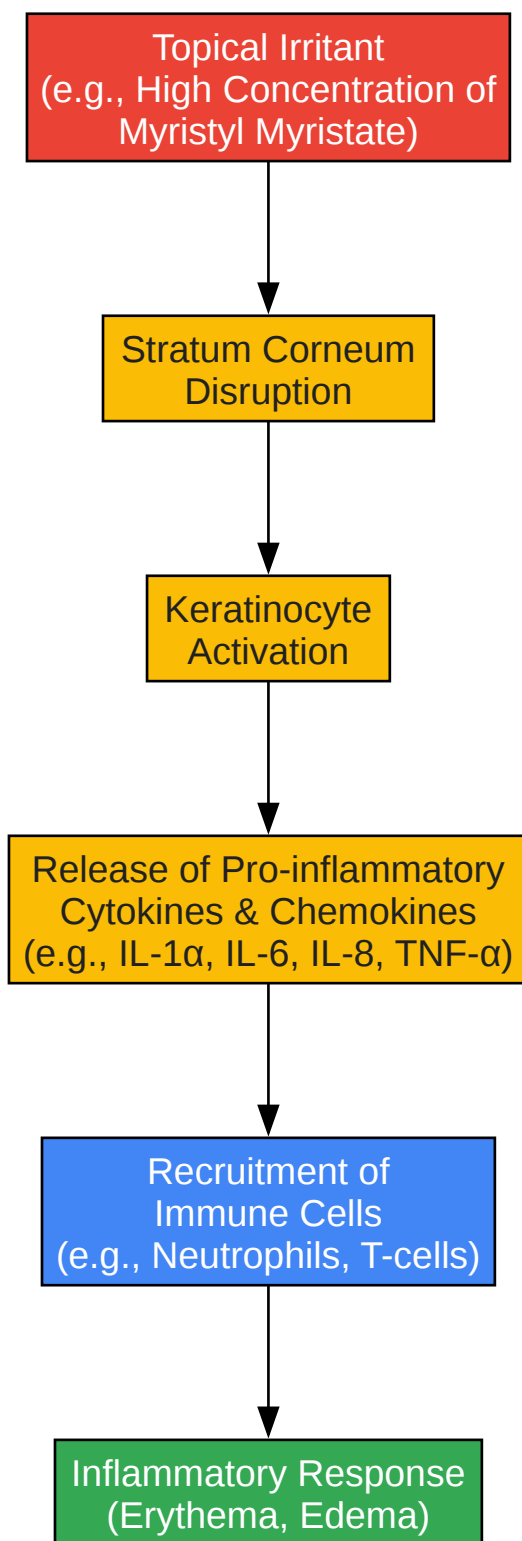 Topical Irritant
(e.g., High Concentration of
Myristyl Myristate)
Stratum Corneum
Disruption
Keratinocyte
Activation
Release of Pro-inflammatory
Cytokines & Chemokines
(e.g., IL-1α, IL-6, IL-8, TNF-α)
Recruitment of
Immune Cells
(e.g., Neutrophils, T-cells)
Inflammatory Response
(Erythema, Edema)